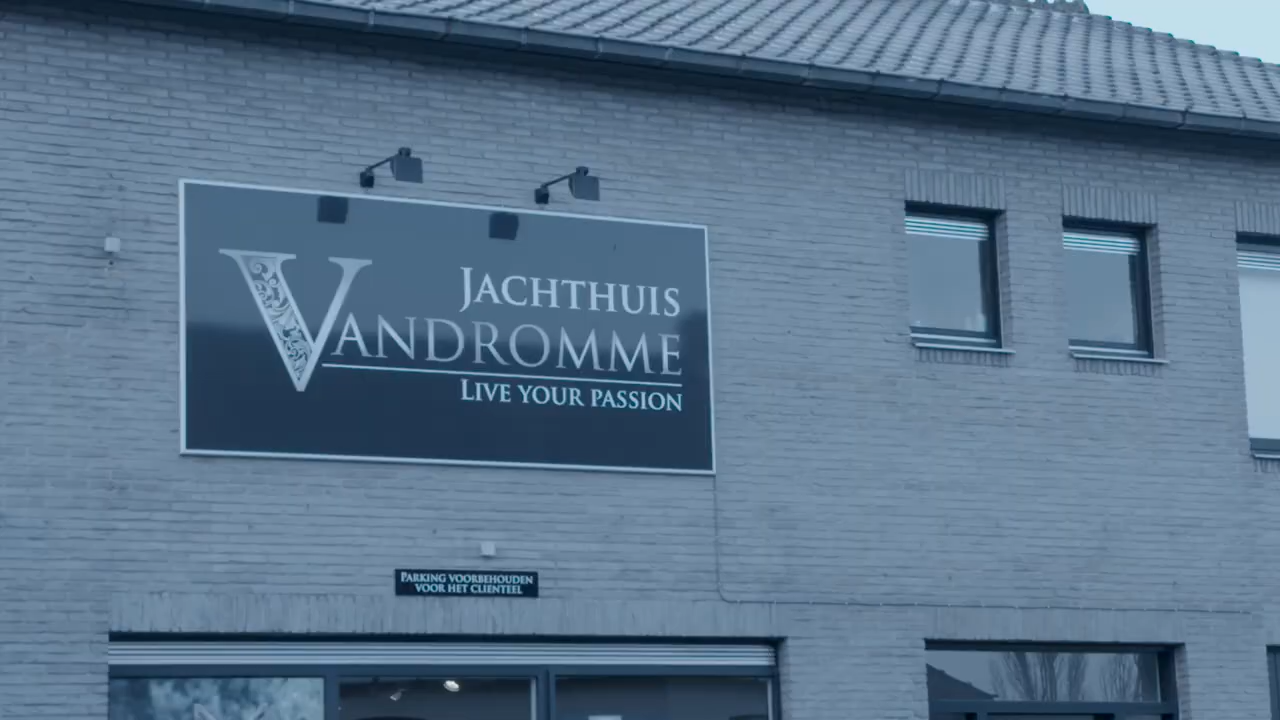 JACHTHUIS
VANDROMME
LIVE YOUR PASSION
PARKING VOORBEHOUDEN
VOOR HET CLIENTEEL